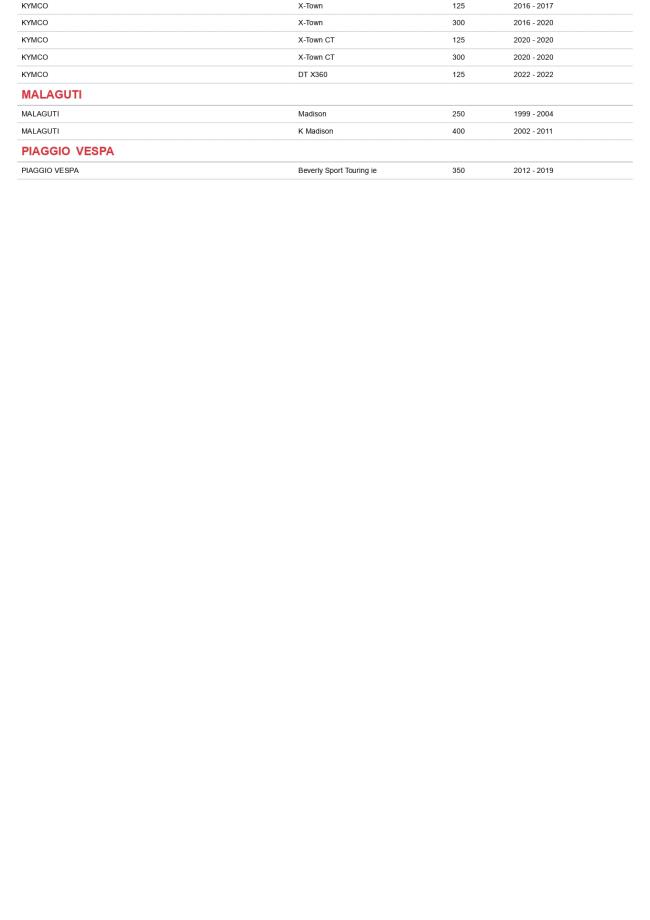 KYMCO X-Town 125 2016 - 2017
KYMCO X-Town 300 2016 - 2020
KYMCO X-Town CT 125 2020 - 2020
KYMCO X-Town CT 300 2020 - 2020
KYMCO DT X360 125 2022 - 2022
MALAGUTI
MALAGUTI Madison 250 1999 - 2004
MALAGUTI K Madison 400 2002 - 2011
PIAGGIO VESPA
PIAGGIO VESPA Beverly Sport Touring ie 350 2012 - 2019